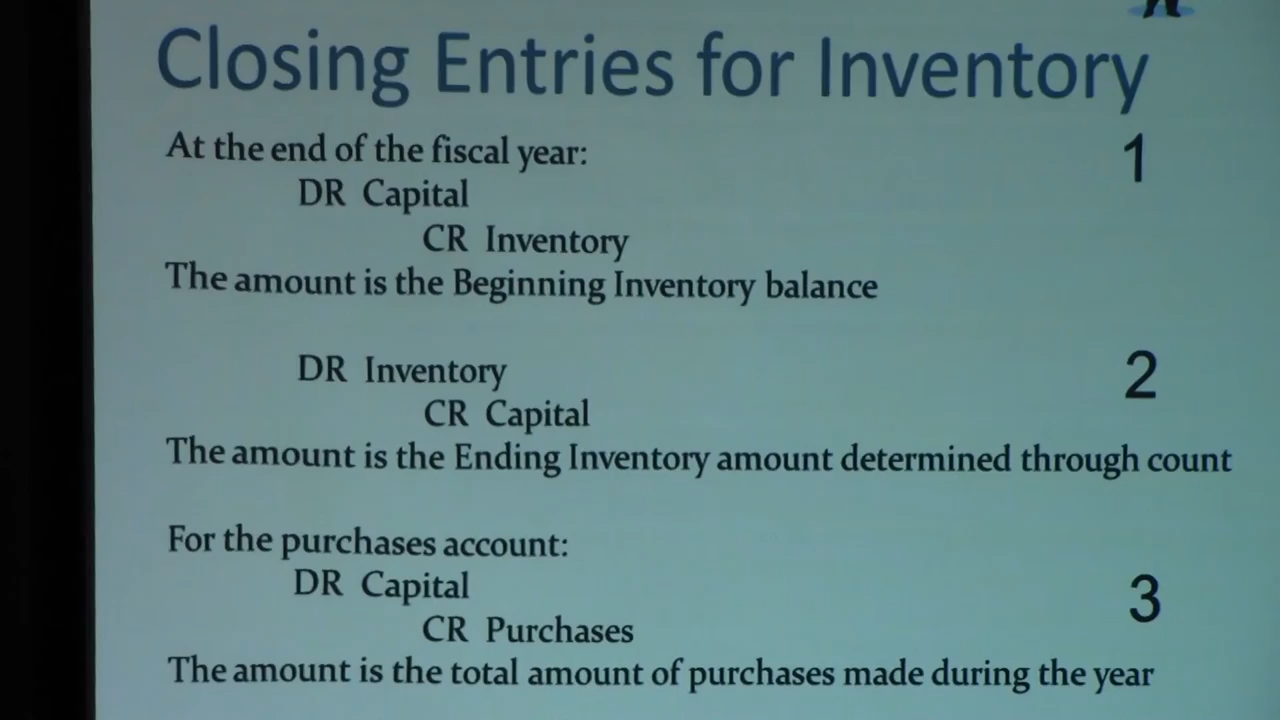 Closing Entries for Inventory
At the end of the fiscal year:
1
DR Capital
CR Inventory
The amount is the Beginning Inventory balance
DR Inventory
2
CR Capital
The amount is the Ending Inventory amount determined through count
For the purchases account:
DR Capital
3
CR Purchases
The amount is the total amount of purchases made during the year